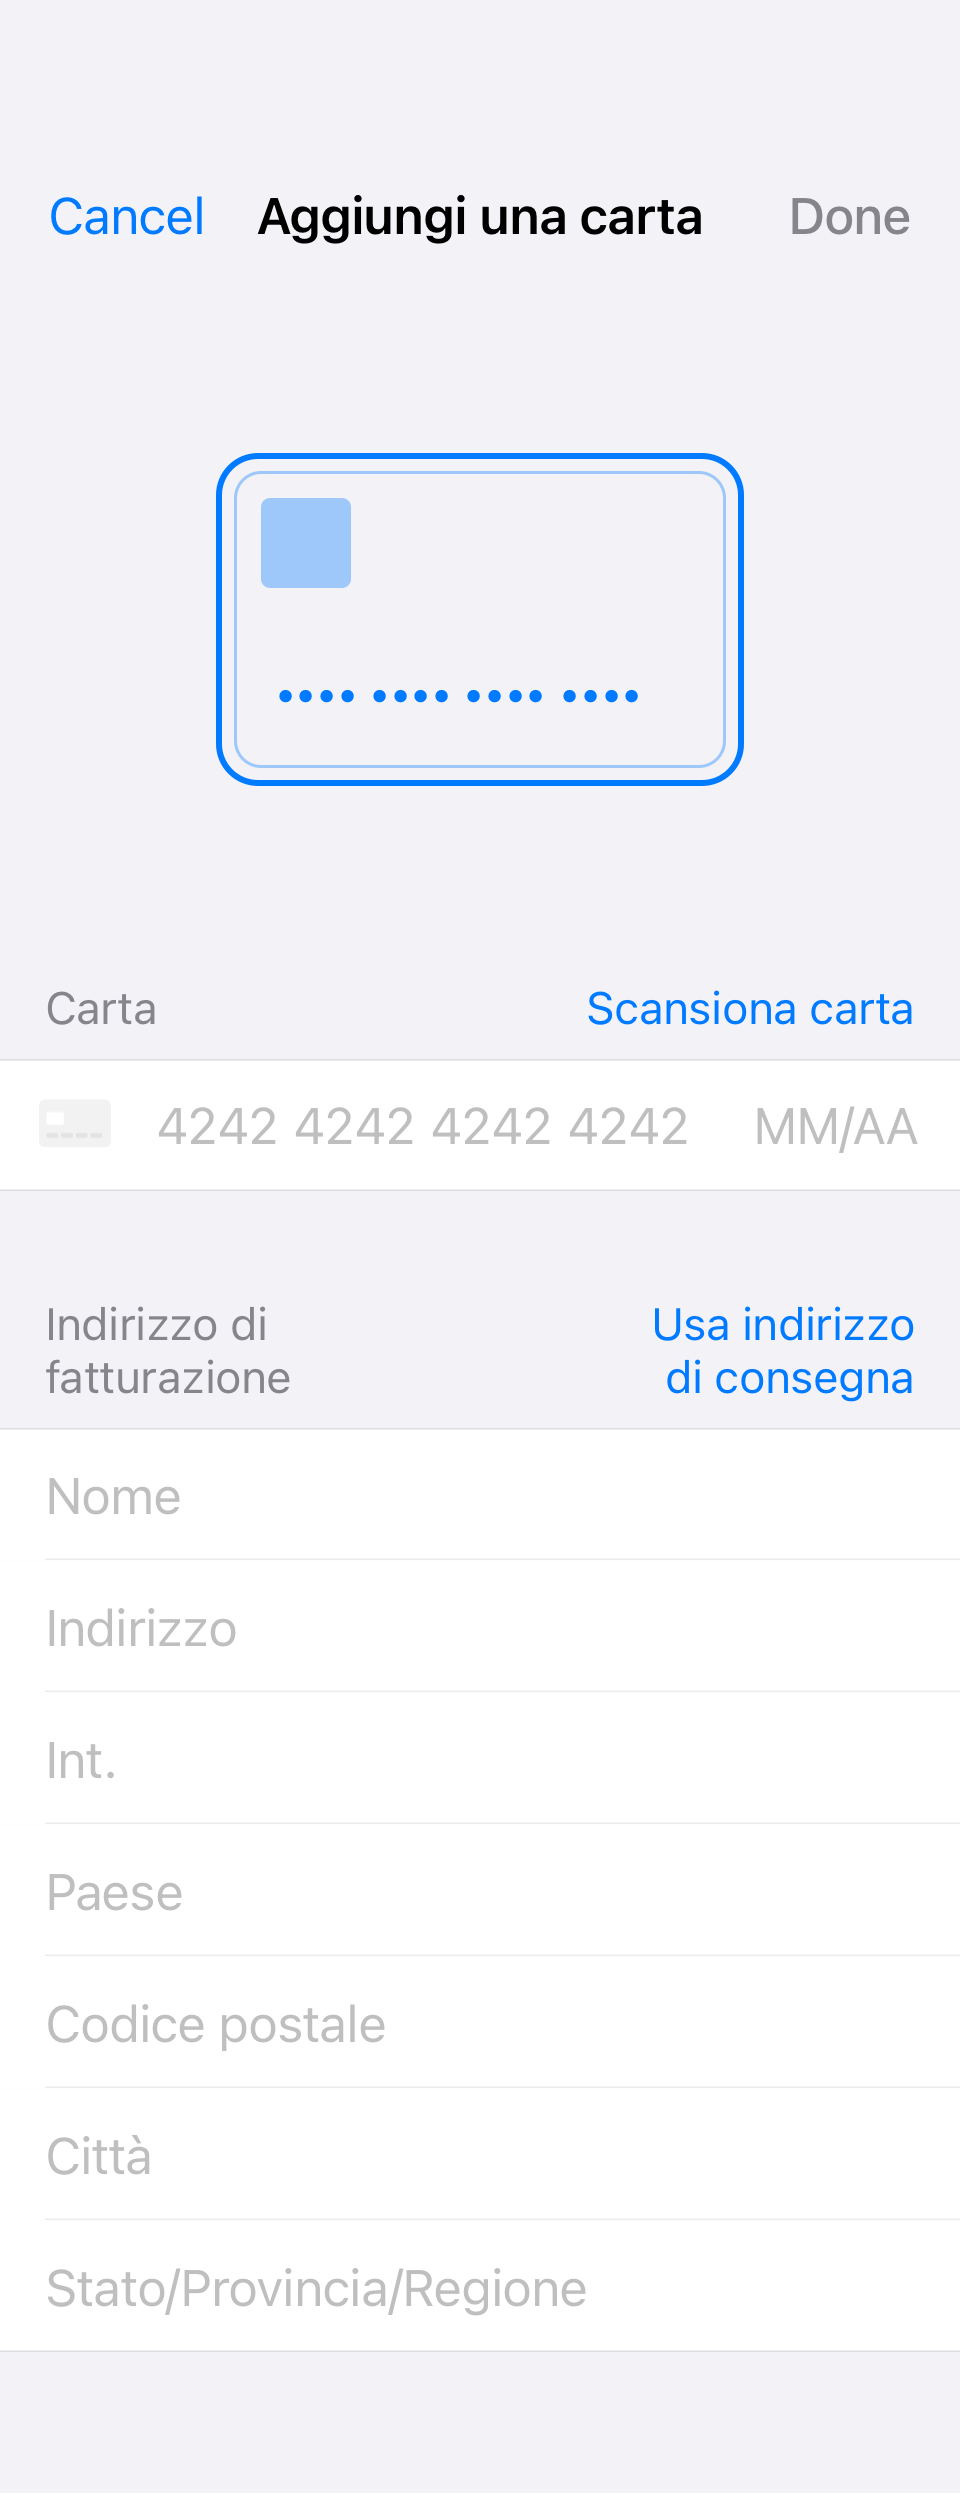 Cancel Aggiungi una carta Done
Carta Scansiona carta
4242 4242 4242 4242 MM/AA
Indirizzo di
fatturazione
Usa indirizzo
di consegna
Nome
Indirizzo
Int.
Paese
Codice postale
Città
Stato/Provincia/Regione